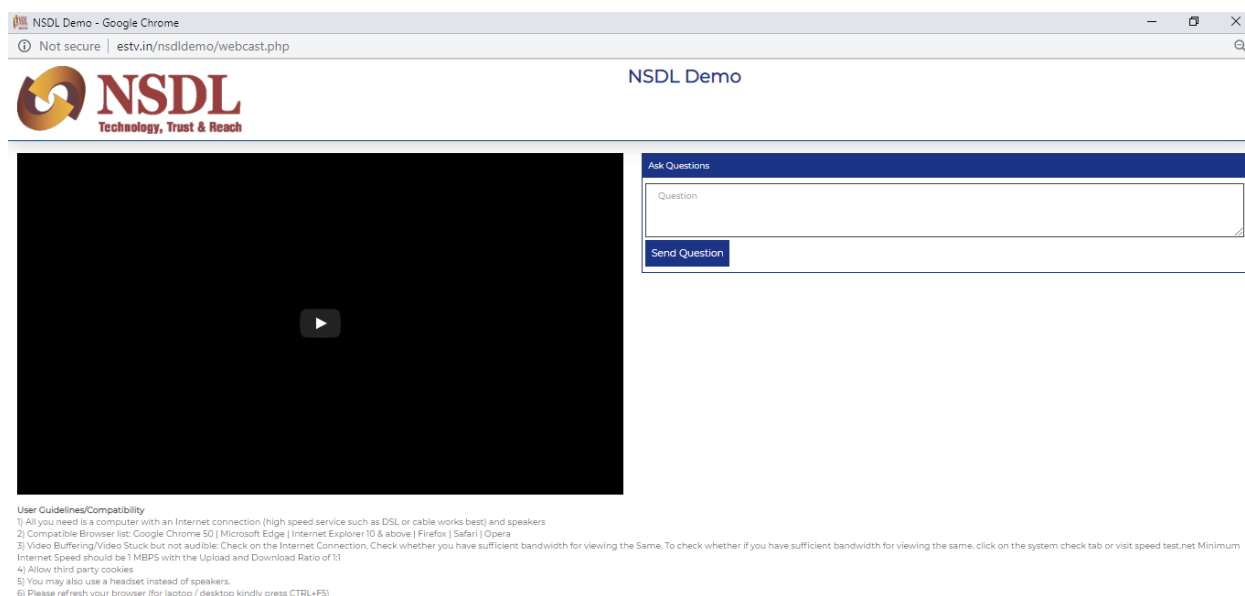 NSDL Demo - Google Chrome
Not secure | estv.in/nsdldemo/webcast.php
NSDL
Technology, Trust & Reach
NSDL Demo
Ask Questions
Question
Send Question
User Guidelines/Compatibility
1) All you need is a computer with an Internet connection (high speed service such as DSL or cable works best) and speakers
2) Compatible Browser list: Google Chrome 50 | Microsoft Edge | Internet Explorer 10 & above | Firefox | Safari | Opera
3) Video Buffering/Video Stuck but not audible: Check on the Internet Connection, Check whether you have sufficient bandwidth for viewing the Same. To check whether if you have sufficient bandwidth for viewing the same, click on the system check tab or visit speed test.net Minimum
Internet Speed should be 1 MBPS with the Upload and Download Ratio of 1:1
4) Allow third party cookies
5) You may also use a headset instead of speakers.
6) Please refresh your browser (for laptop / desktop kindly press CTRL+F5)